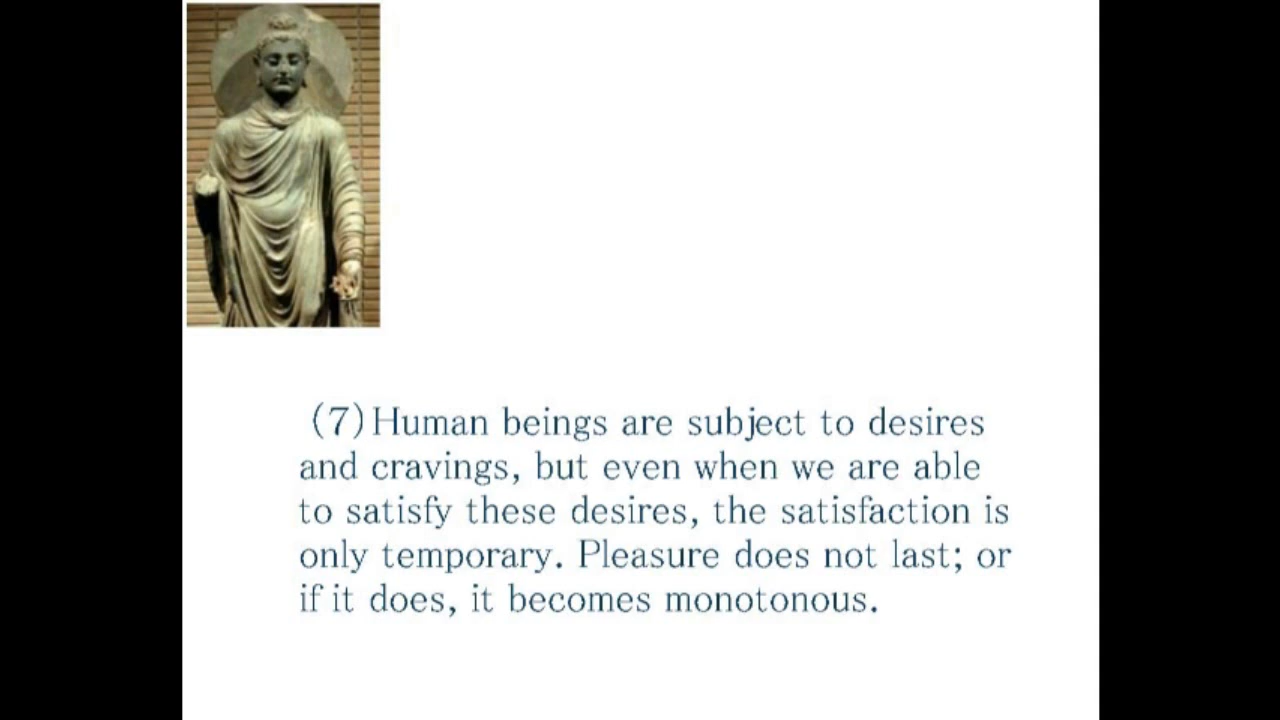 (7)Human beings are subject to desires
and cravings, but even when we are able
to satisfy these desires, the satisfaction is
only temporary. Pleasure does not last; or
if it does, it becomes monotonous.